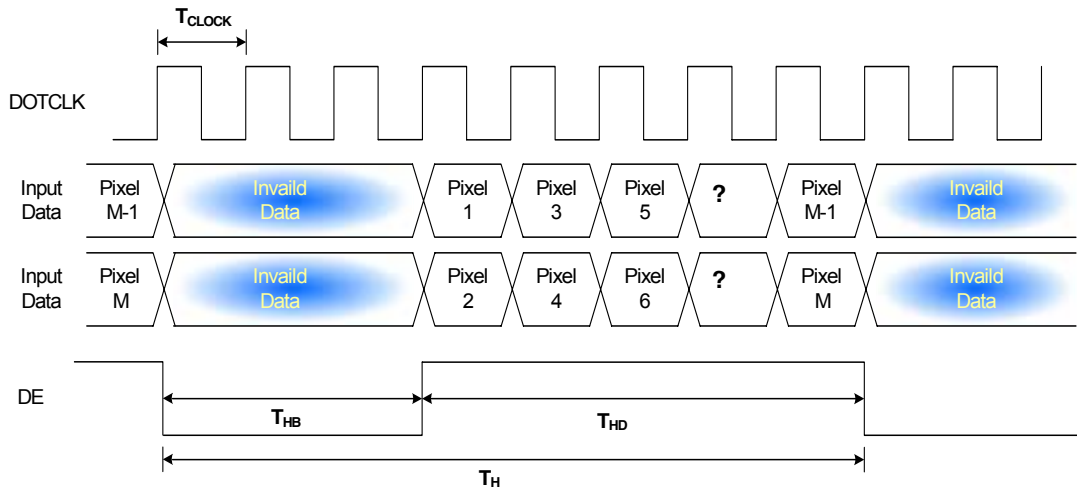 TCLOCK
DOTCLK
Input
Data
Pixel
M-1
Invaild
Data
Pixel
1
Pixel
3
Pixel
5
?
Pixel
M-1
Invaild
Data
Input
Data
Pixel
M
Invaild
Data
Pixel
2
Pixel
4
Pixel
6
?
Pixel
M
Invaild
Data
DE
THB
THD
TH